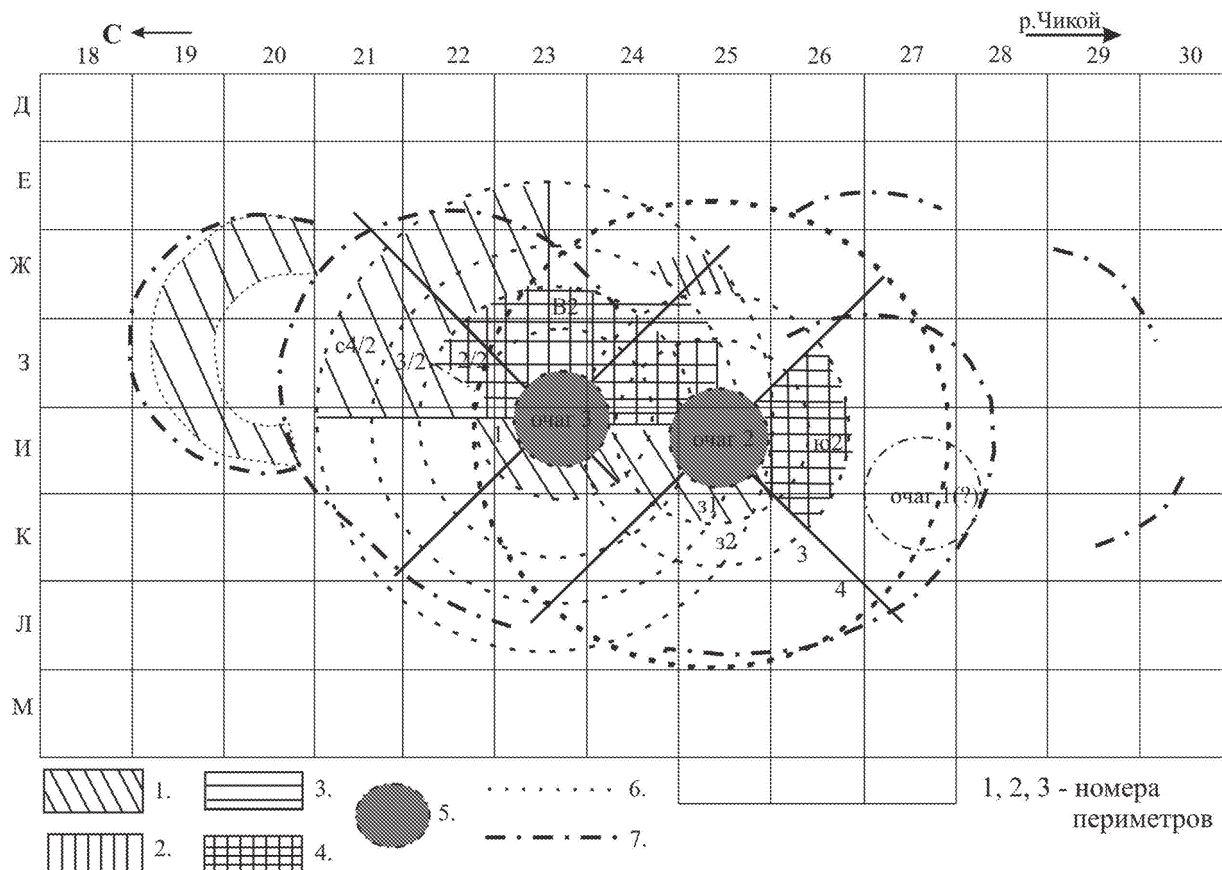 С
р.Чикой
18 19 20 21 22 23 24 25 26 27 28 29 30
Д
Е
Ж
В2
З
с4/2 3/2 2/2
очаг 3
И
1
очаг 2
ю2
очаг 1(?)
з1
К
з2
3
4
Л
М
1. 3. 5. 6.
2. 4. 7.
1, 2, 3 - номера
периметров